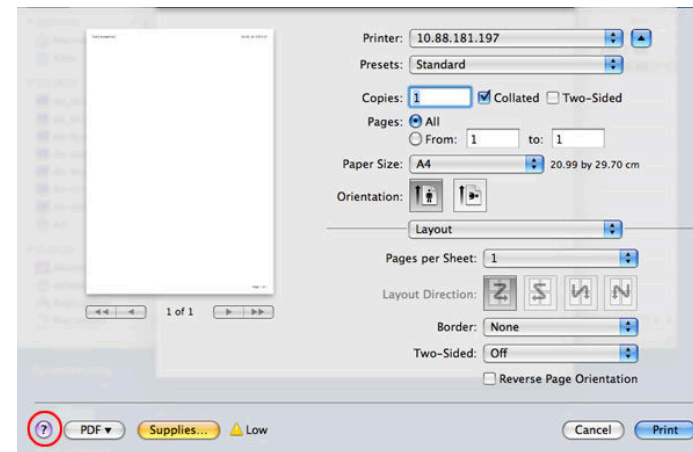 Printer: 10.88.181.197
Presets: Standard
Copies: 1 Collated Two-Sided
Pages: All
From: 1 to: 1
Paper Size: A4 20.99 by 29.70 cm
Orientation:
Layout
Pages per Sheet: 1
Layout Direction:
Border: None
Two-Sided: Off
Reverse Page Orientation
1 of 1
? PDF▼ Supplies... Low Cancel Print